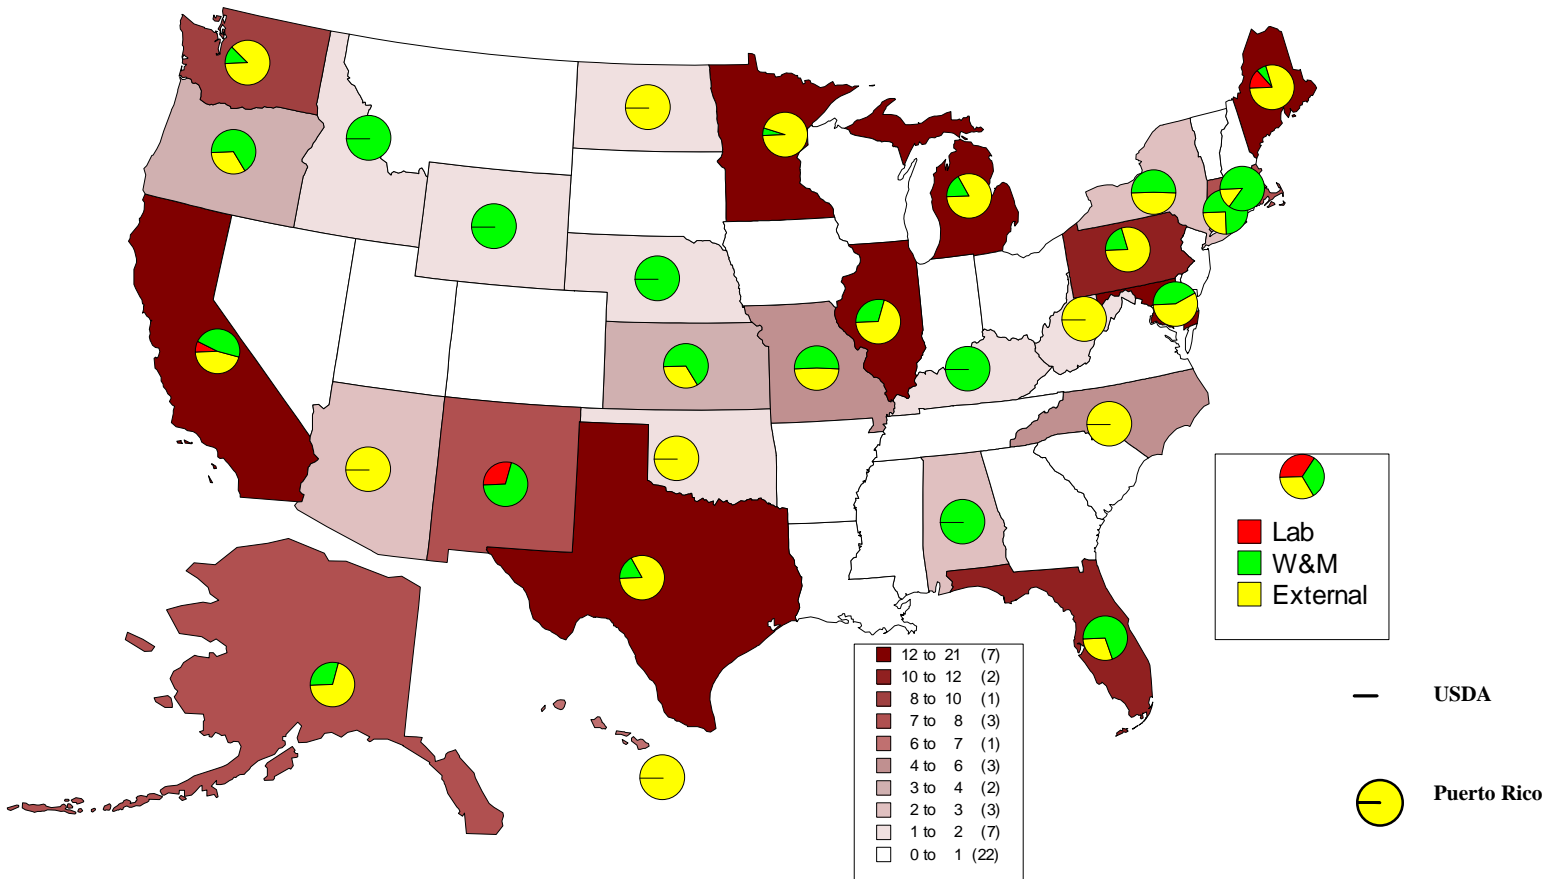 Lab
W&M
External
12 to 21 (7)
10 to 12 (2)
8 to 10 (1)
7 to 8 (3)
6 to 7 (1)
4 to 6 (3)
3 to 4 (2)
2 to 3 (3)
1 to 2 (7)
0 to 1 (22)
USDA
Puerto Rico